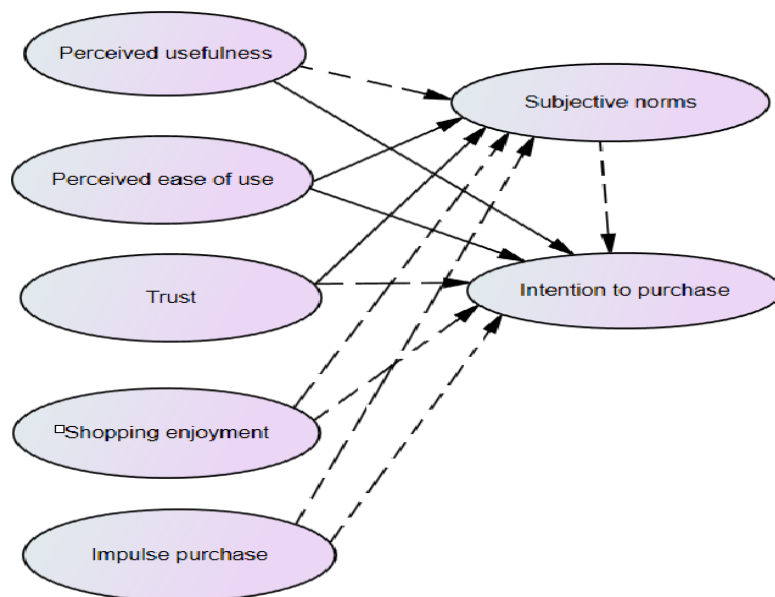 Perceived usefulness
Subjective norms
Perceived ease of use
Trust
Intention to purchase
□Shopping enjoyment
Impulse purchase